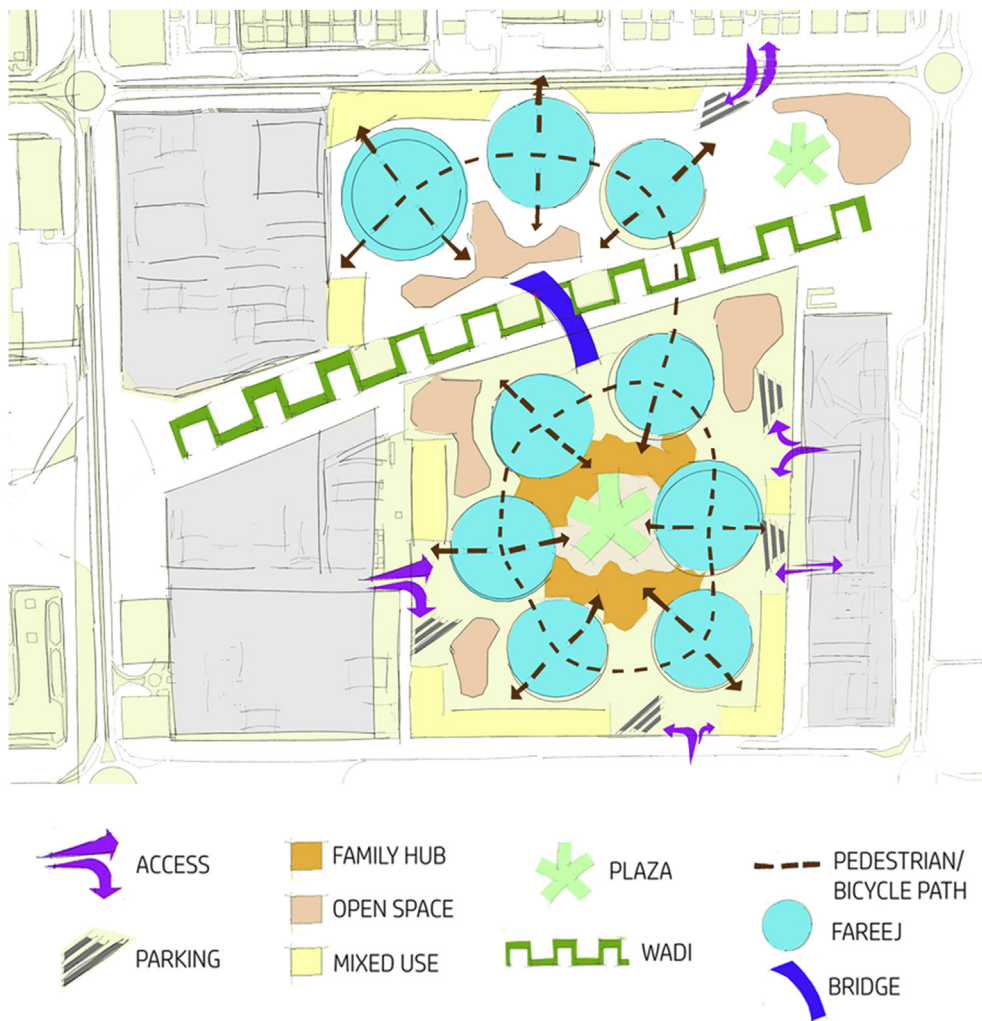 ACCESS
PARKING
FAMILY HUB
OPEN SPACE
MIXED USE
PLAZA
WADI
PEDESTRIAN/
BICYCLE PATH
FAREEJ
BRIDGE